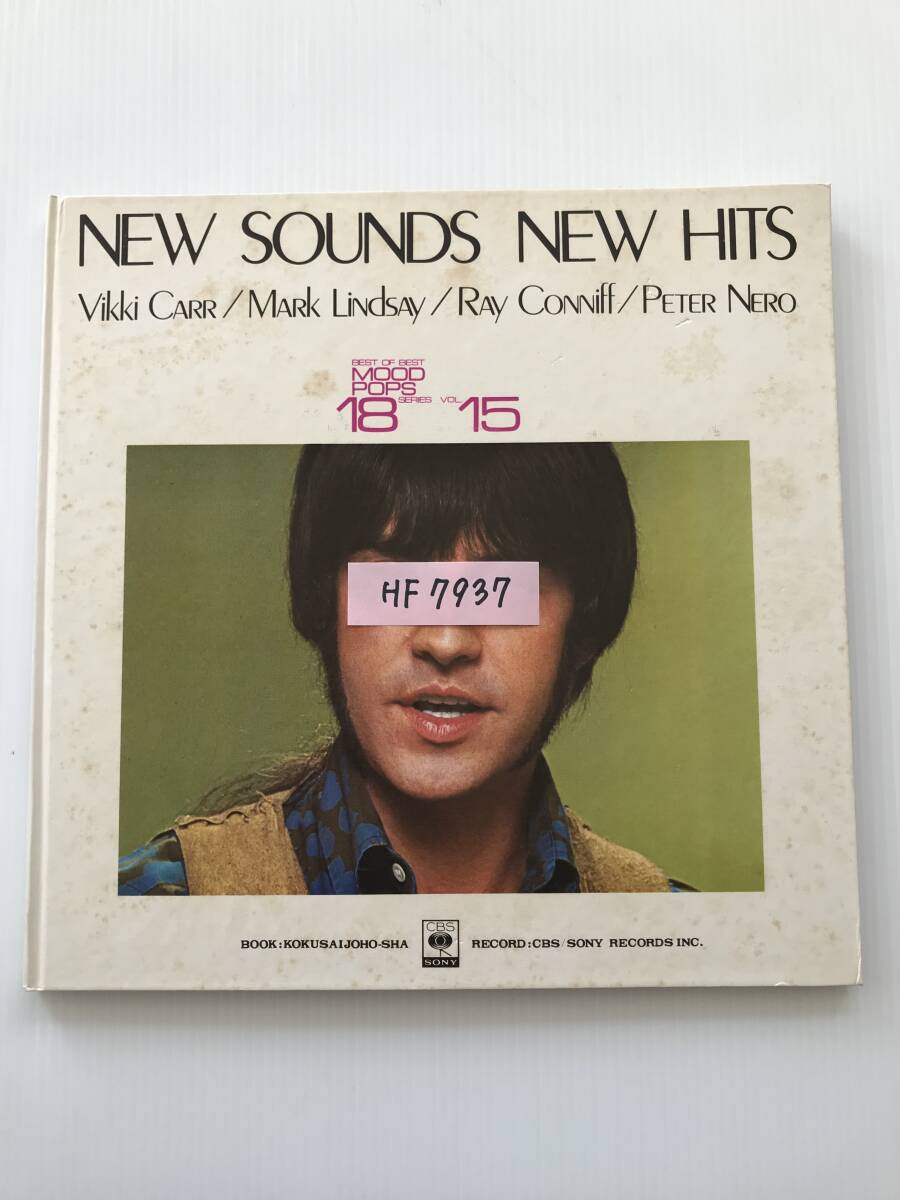 NEW SOUNDS NEW HITS
Vikki Carr / Mark Lindsay / Ray Conniff / Peter Nero
BEST OF BEST
MOOD
POPS
18 SERIES VOL. 15
HF 7937
BOOK:KOKUSAIJOHO-SHA
CBS
SONY
RECORD:CBS/SONY RECORDS INC.